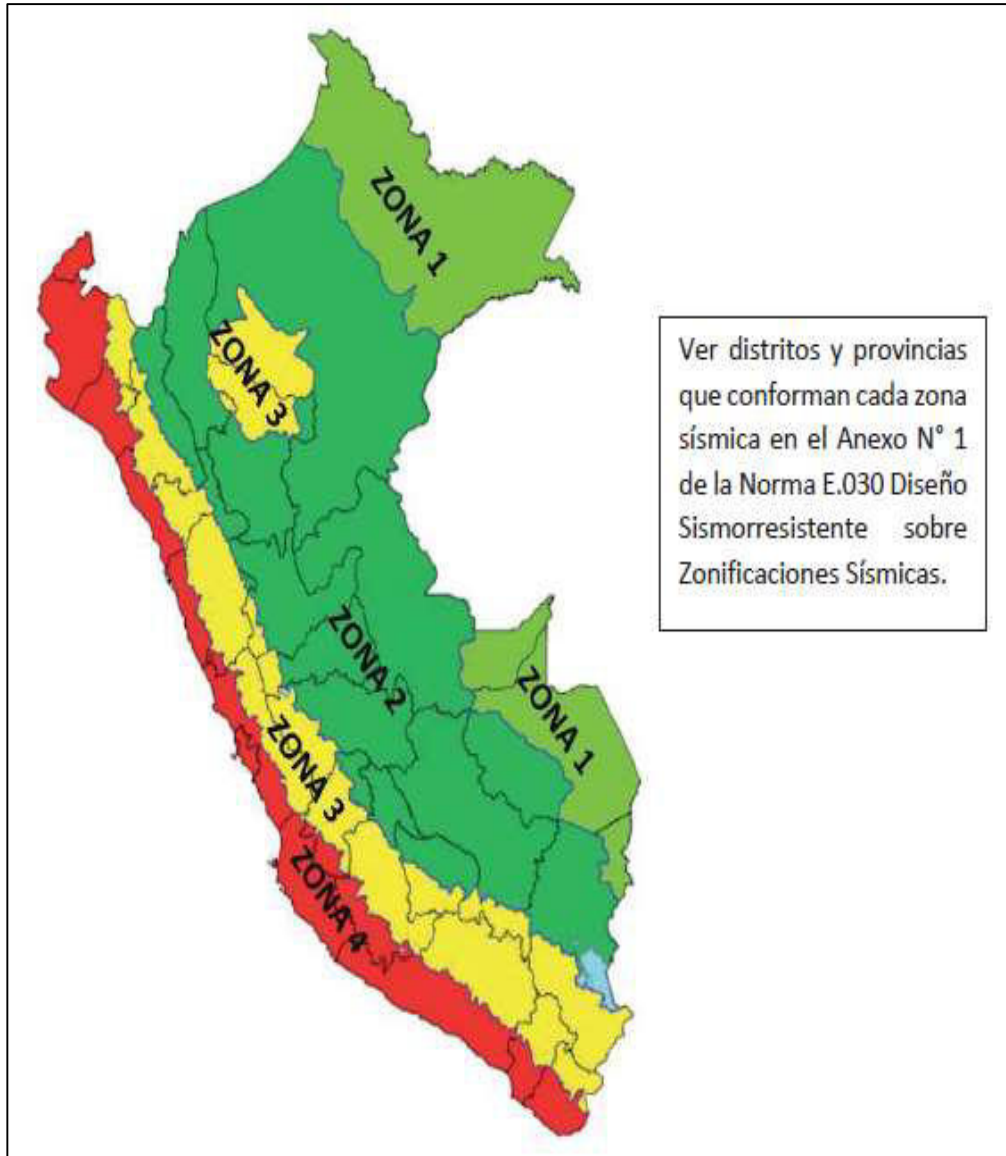 ZONA 1
ZONA 3
ZONA 2
ZONA 1
ZONA 3
ZONA 4
Ver distritos y provincias
que conforman cada zona
sísmica en el Anexo N° 1
de la Norma E.030 Diseño
Sismorresistente sobre
Zonificaciones Sísmicas.